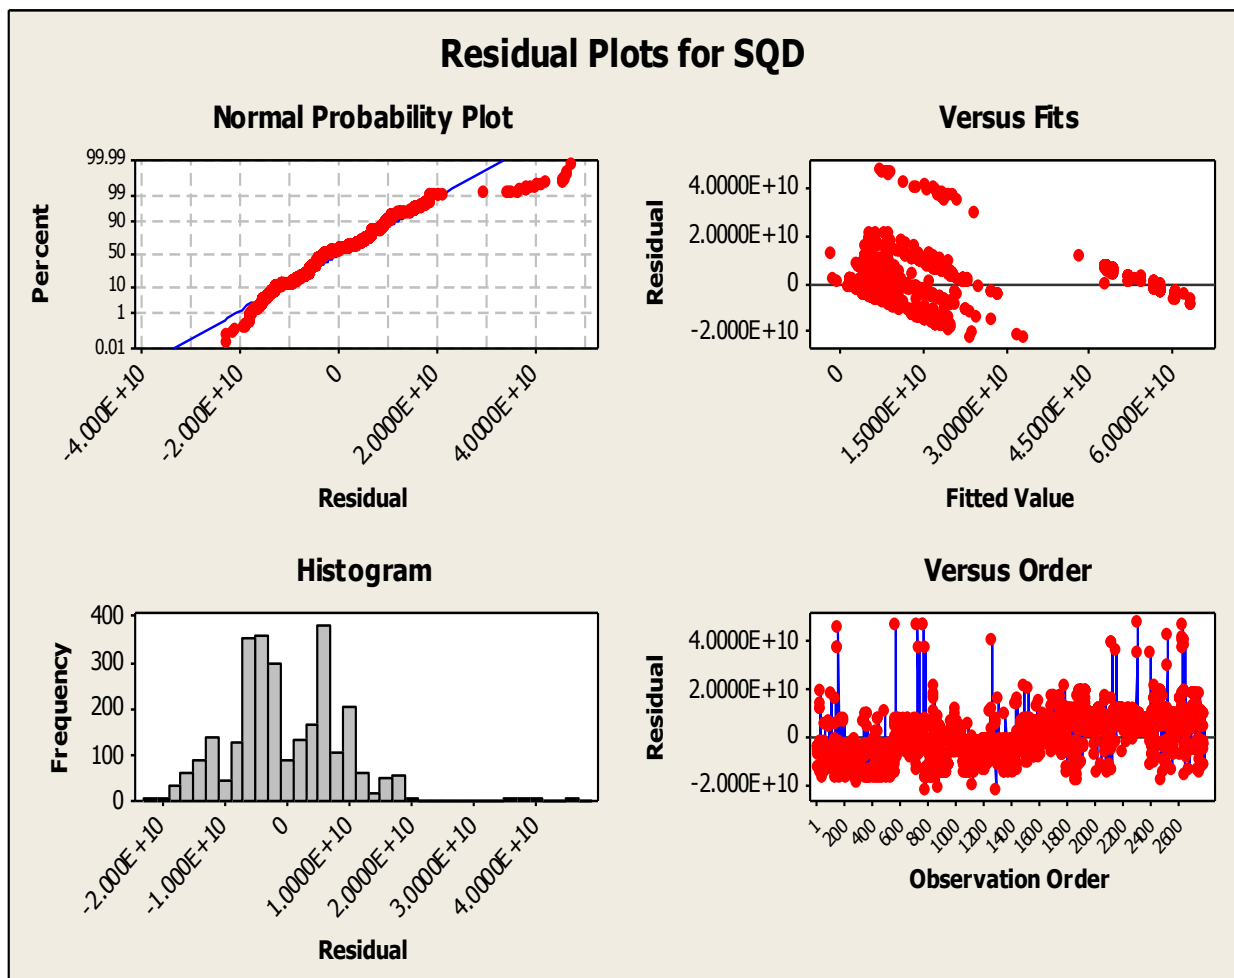 Residual Plots for SQD
Normal Probability Plot
Percent
99.99
99
90
50
10
1
0.01
-4.000E+10
-2.000E+10
0
2.0000E+10
4.0000E+10
Residual
Versus Fits
Residual
4.0000E+10
2.0000E+10
0
-2.0000E+10
0
1.5000E+10
3.0000E+10
4.5000E+10
6.0000E+10
Fitted Value
Histogram
Frequency
400
300
200
100
0
-2.000E+10
-1.000E+10
0
1.0000E+10
2.0000E+10
3.0000E+10
4.0000E+10
Residual
Versus Order
Residual
4.0000E+10
2.0000E+10
0
-2.0000E+10
1
200
400
600
800
1000
1200
1400
1600
1800
2000
2200
2400
2600
Observation Order